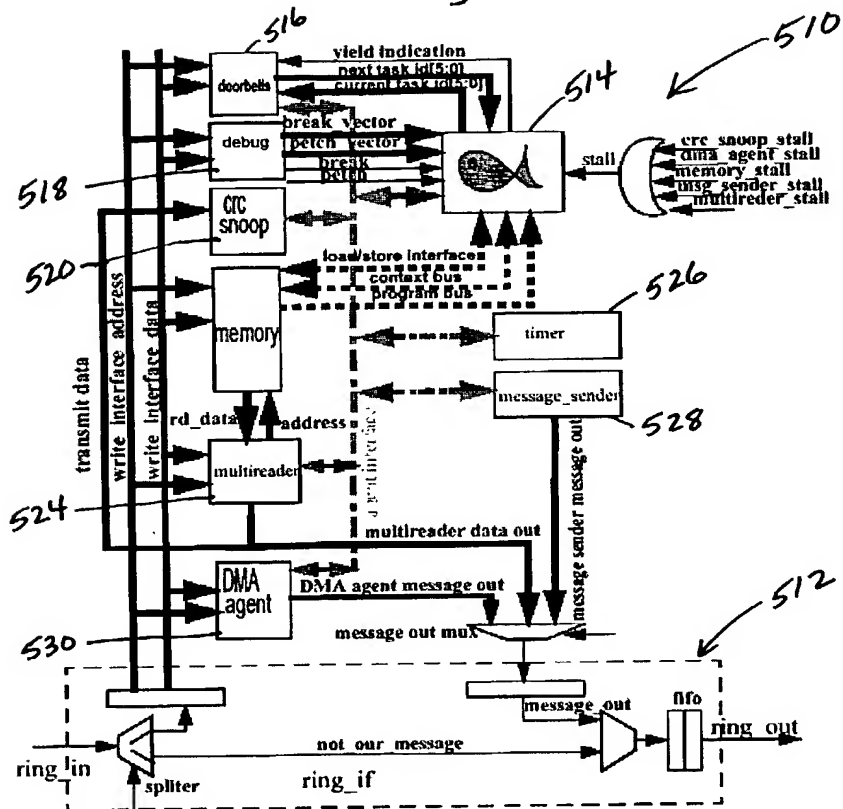 516
510
yield indication
next task id[5:0]
current task id[5:0]
doorbells
514
break_vector
petch_vector
break
petch
debug
518
stall
crc_snoop_stall
dma_agent_stall
memory_stall
msg_sender_stall
multireder_stall
crc
snoop
520
load/store interface
context bus
program bus
memory
526
timer
message_sender
528
transmit data
write interface address
write interface data
rd_data
address
multireader
524
multireader data out
message sender message out
DMA
agent
DMA agent message out
530
message out mux
512
message_out
fifo
ring_in
not_our_message
ring_out
spliter
ring_if